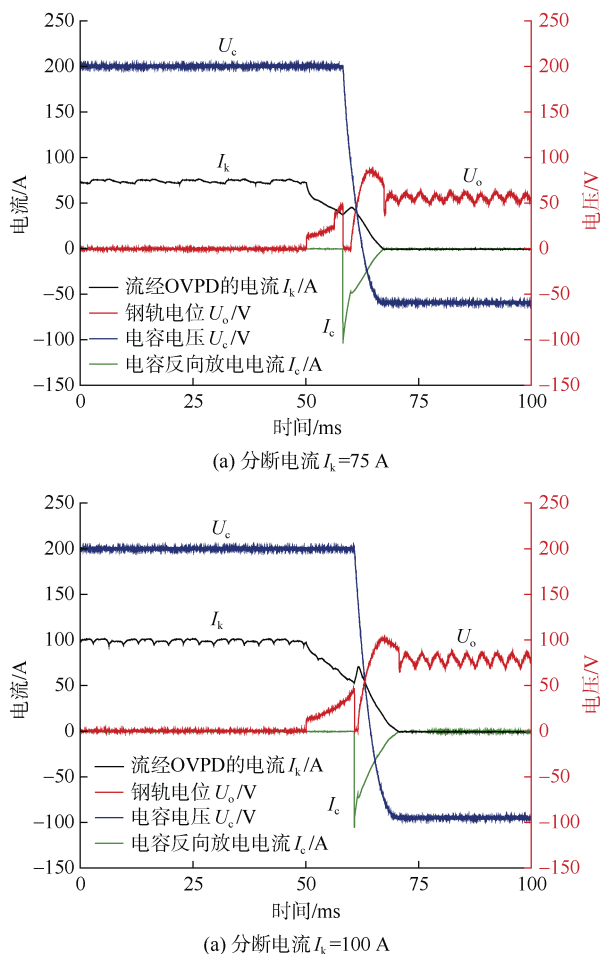 250
250
200
200
150
150
100
100
50
50
0
0
−50
−50
−100
−100
−150
−150
电流/A
电压/V
U_c
I_k
U_o
I_c
流经OVPD的电流 I_k/A
钢轨电位 U_o/V
电容电压 U_c/V
电容反向放电电流 I_c/A
0 25 50 75 100
时间/ms
(a) 分断电流 I_k=75 A
250
250
200
200
150
150
100
100
50
50
0
0
−50
−50
−100
−100
−150
−150
电流/A
电压/V
U_c
I_k
U_o
I_c
流经OVPD的电流 I_k/A
钢轨电位 U_o/V
电容电压 U_c/V
电容反向放电电流 I_c/A
0 25 50 75 100
时间/ms
(a) 分断电流 I_k=100 A